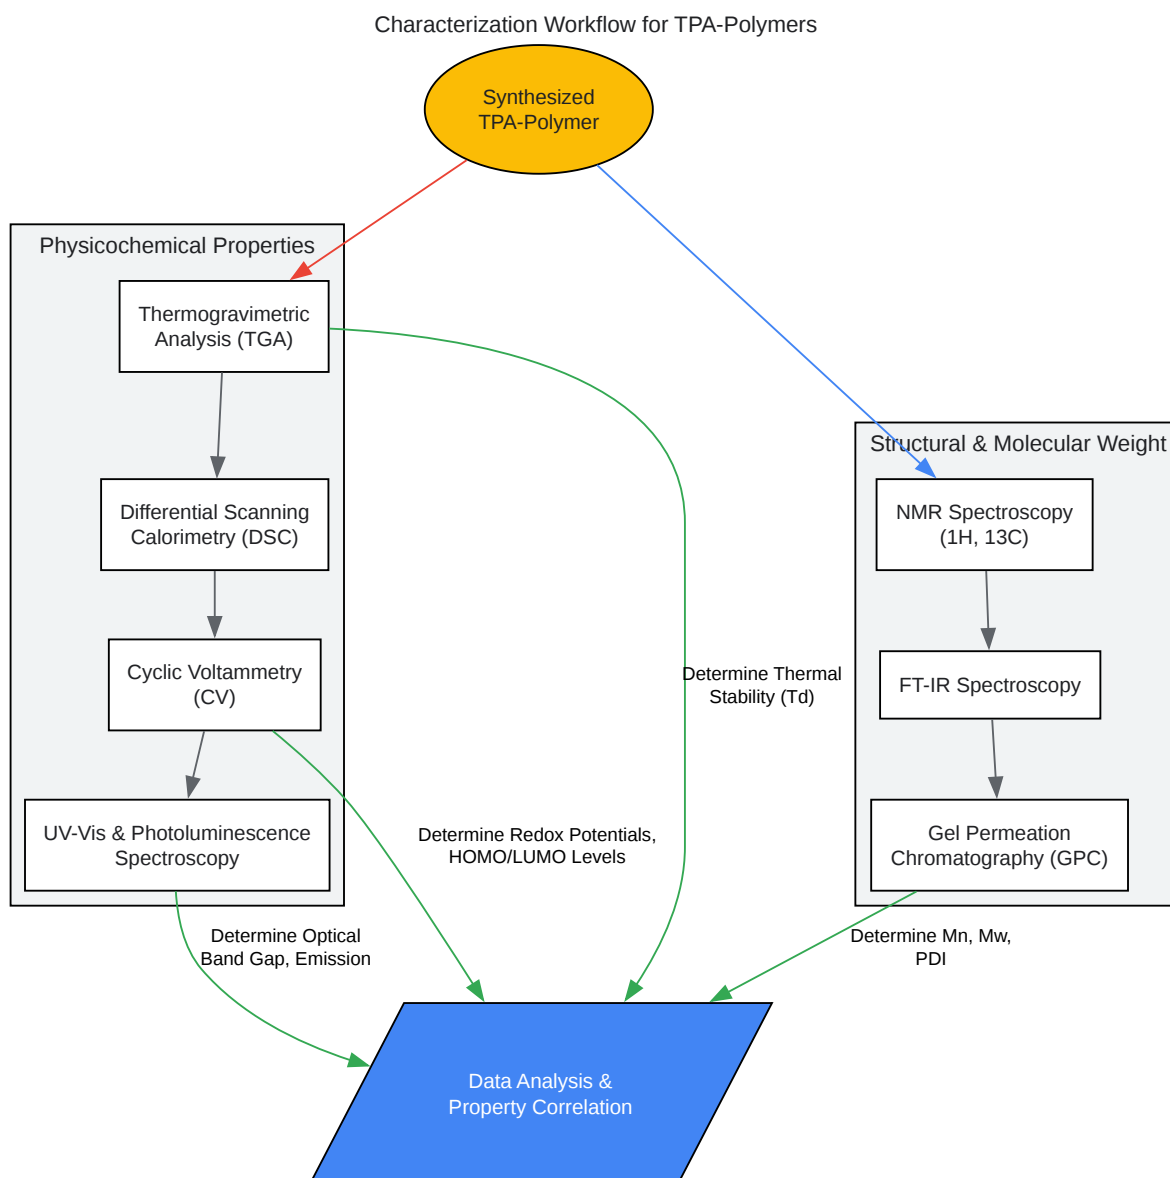 Characterization Workflow for TPA-Polymers
Synthesized
TPA-Polymer
Physicochemical Properties
Thermogravimetric
Analysis (TGA)
Differential Scanning
Calorimetry (DSC)
Cyclic Voltammetry
(CV)
UV-Vis & Photoluminescence
Spectroscopy
Structural & Molecular Weight
NMR Spectroscopy
(1H, 13C)
FT-IR Spectroscopy
Gel Permeation
Chromatography (GPC)
Determine Thermal
Stability (Td)
Determine Redox Potentials,
HOMO/LUMO Levels
Determine Optical
Band Gap, Emission
Determine Mn, Mw,
PDI
Data Analysis &
Property Correlation